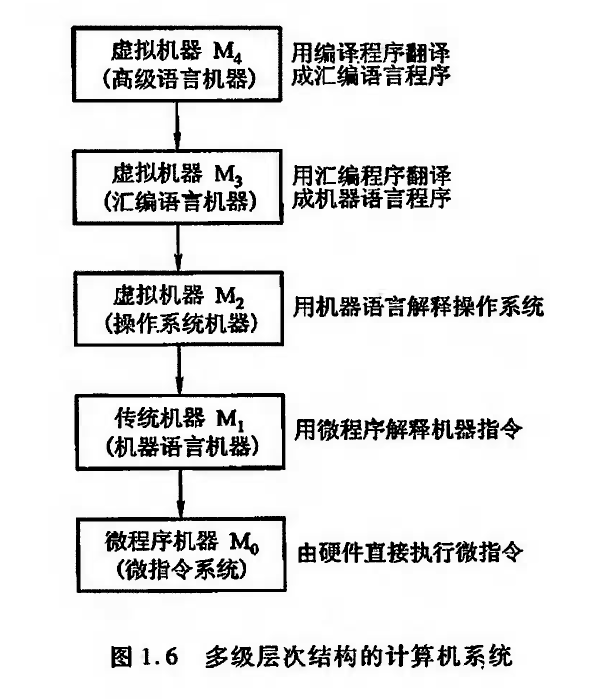 虚拟机器 M₄
(高级语言机器)
用编译程序翻译
成汇编语言程序
虚拟机器 M₃
(汇编语言机器)
用汇编程序翻译
成机器语言程序
虚拟机器 M₂
(操作系统机器)
用机器语言解释操作系统
传统机器 M₁
(机器语言机器)
用微程序解释机器指令
微程序机器 M₀
(微指令系统)
由硬件直接执行微指令
图 1.6 多级层次结构的计算机系统